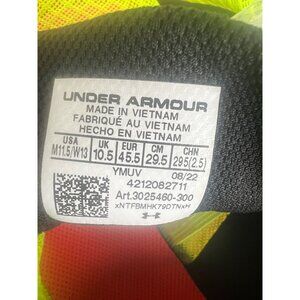 UNDER ARMOUR
MADE IN VIETNAM
FABRIQUÉ AU VIETNAM
HECHO EN VIETNAM
USA UK EUR CM CHN
M11.5/W13 10.5 45.5 29.5 295(2.5)
YMUV 08/22
4212082711
Art.3025460-300
xNTFBMHK79DTNxH